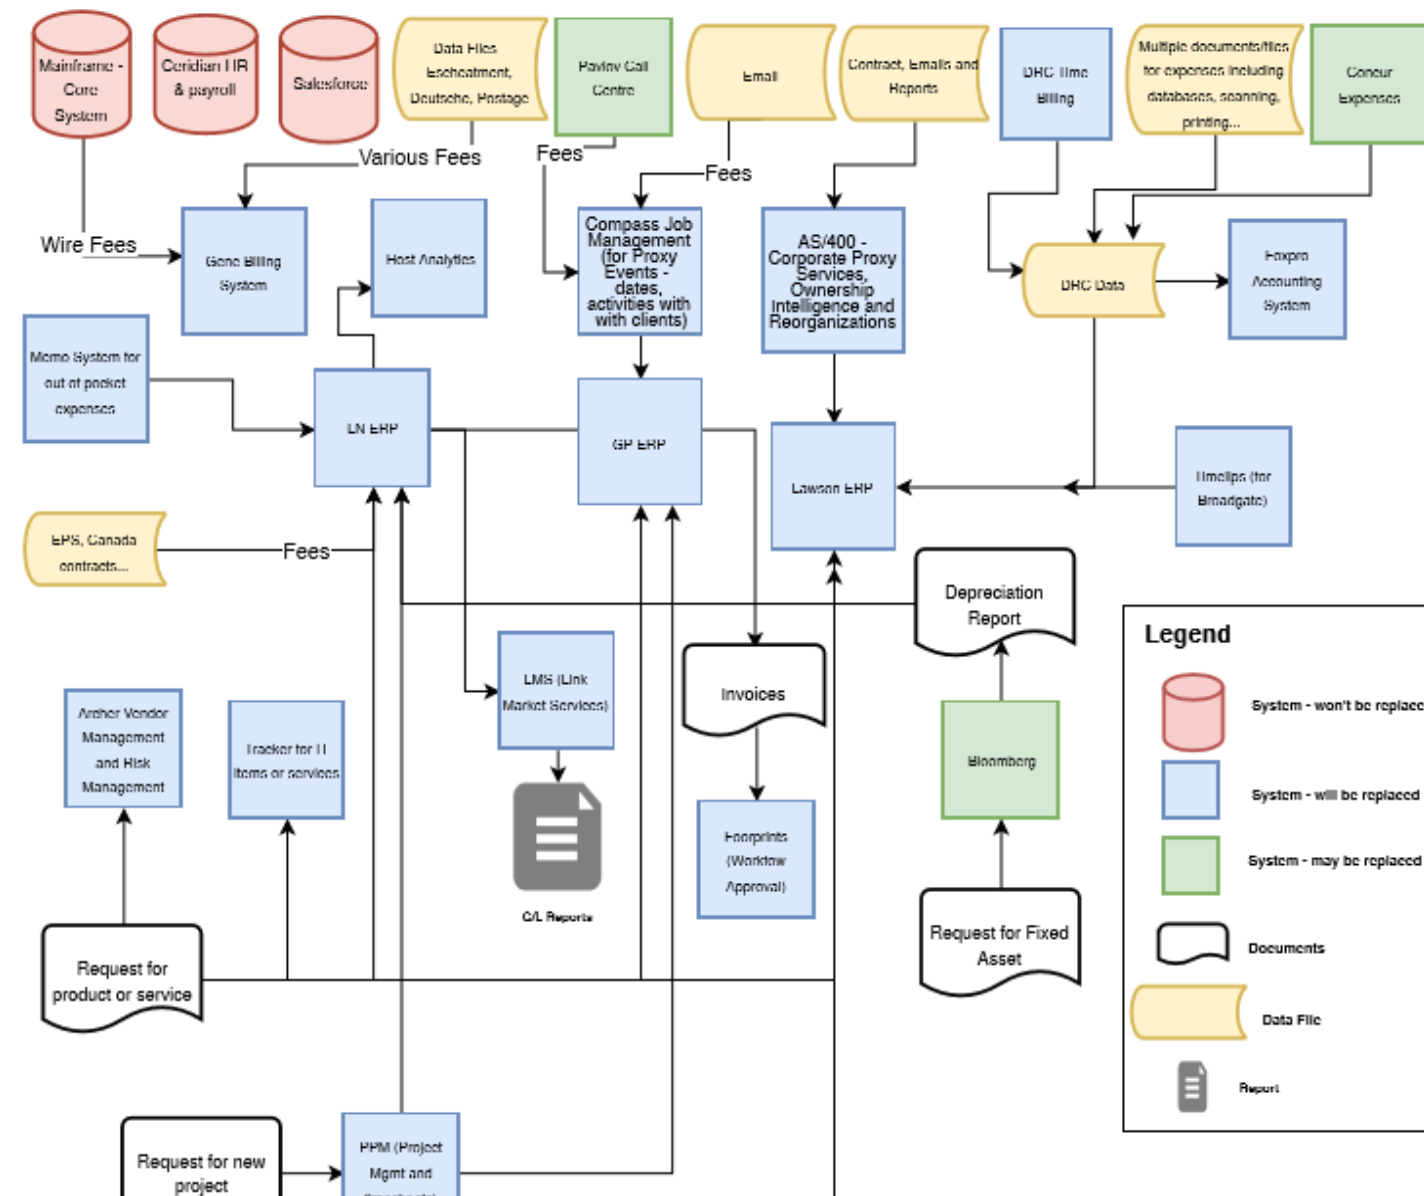 Mainframe -
Core
System
Ceridian HR
& payroll
Salesforce
Data Files
Escheatment,
Deutsche, Postage
Pavlov Call
Centre
Email
Contract, Emails and
Reports
DRC Time
Billing
Multiple documents/files
for expenses including
databases, scanning,
printing...
Concur
Expenses
Various Fees
Fees
Fees
Wire Fees
Gene Billing
System
Host Analytics
Compass Job
Management
(for Proxy
Events -
dates,
activities with
with clients)
AS/400 -
Corporate Proxy
Services,
Ownership
Intelligence and
Reorganizations
DRC Data
Foxpro
Accounting
System
Memo System for
out of pocket
expenses
LN ERP
GP ERP
Lawson ERP
Timelips (for
Broadgate)
EPS, Canada
contracts...
Fees
Depreciation
Report
Legend
System - won't be replace
System - will be replaced
System - may be replaced
Documents
Data File
Report
LMS (Link
Market Services)
Invoices
Bloomberg
Archer Vendor
Management
and Risk
Management
Tracker for IT
items or services
G/L Reports
Foorprints
(Workfow
Approval)
Request for
product or service
Request for Fixed
Asset
Request for new
project
PPM (Project
Mgmt and